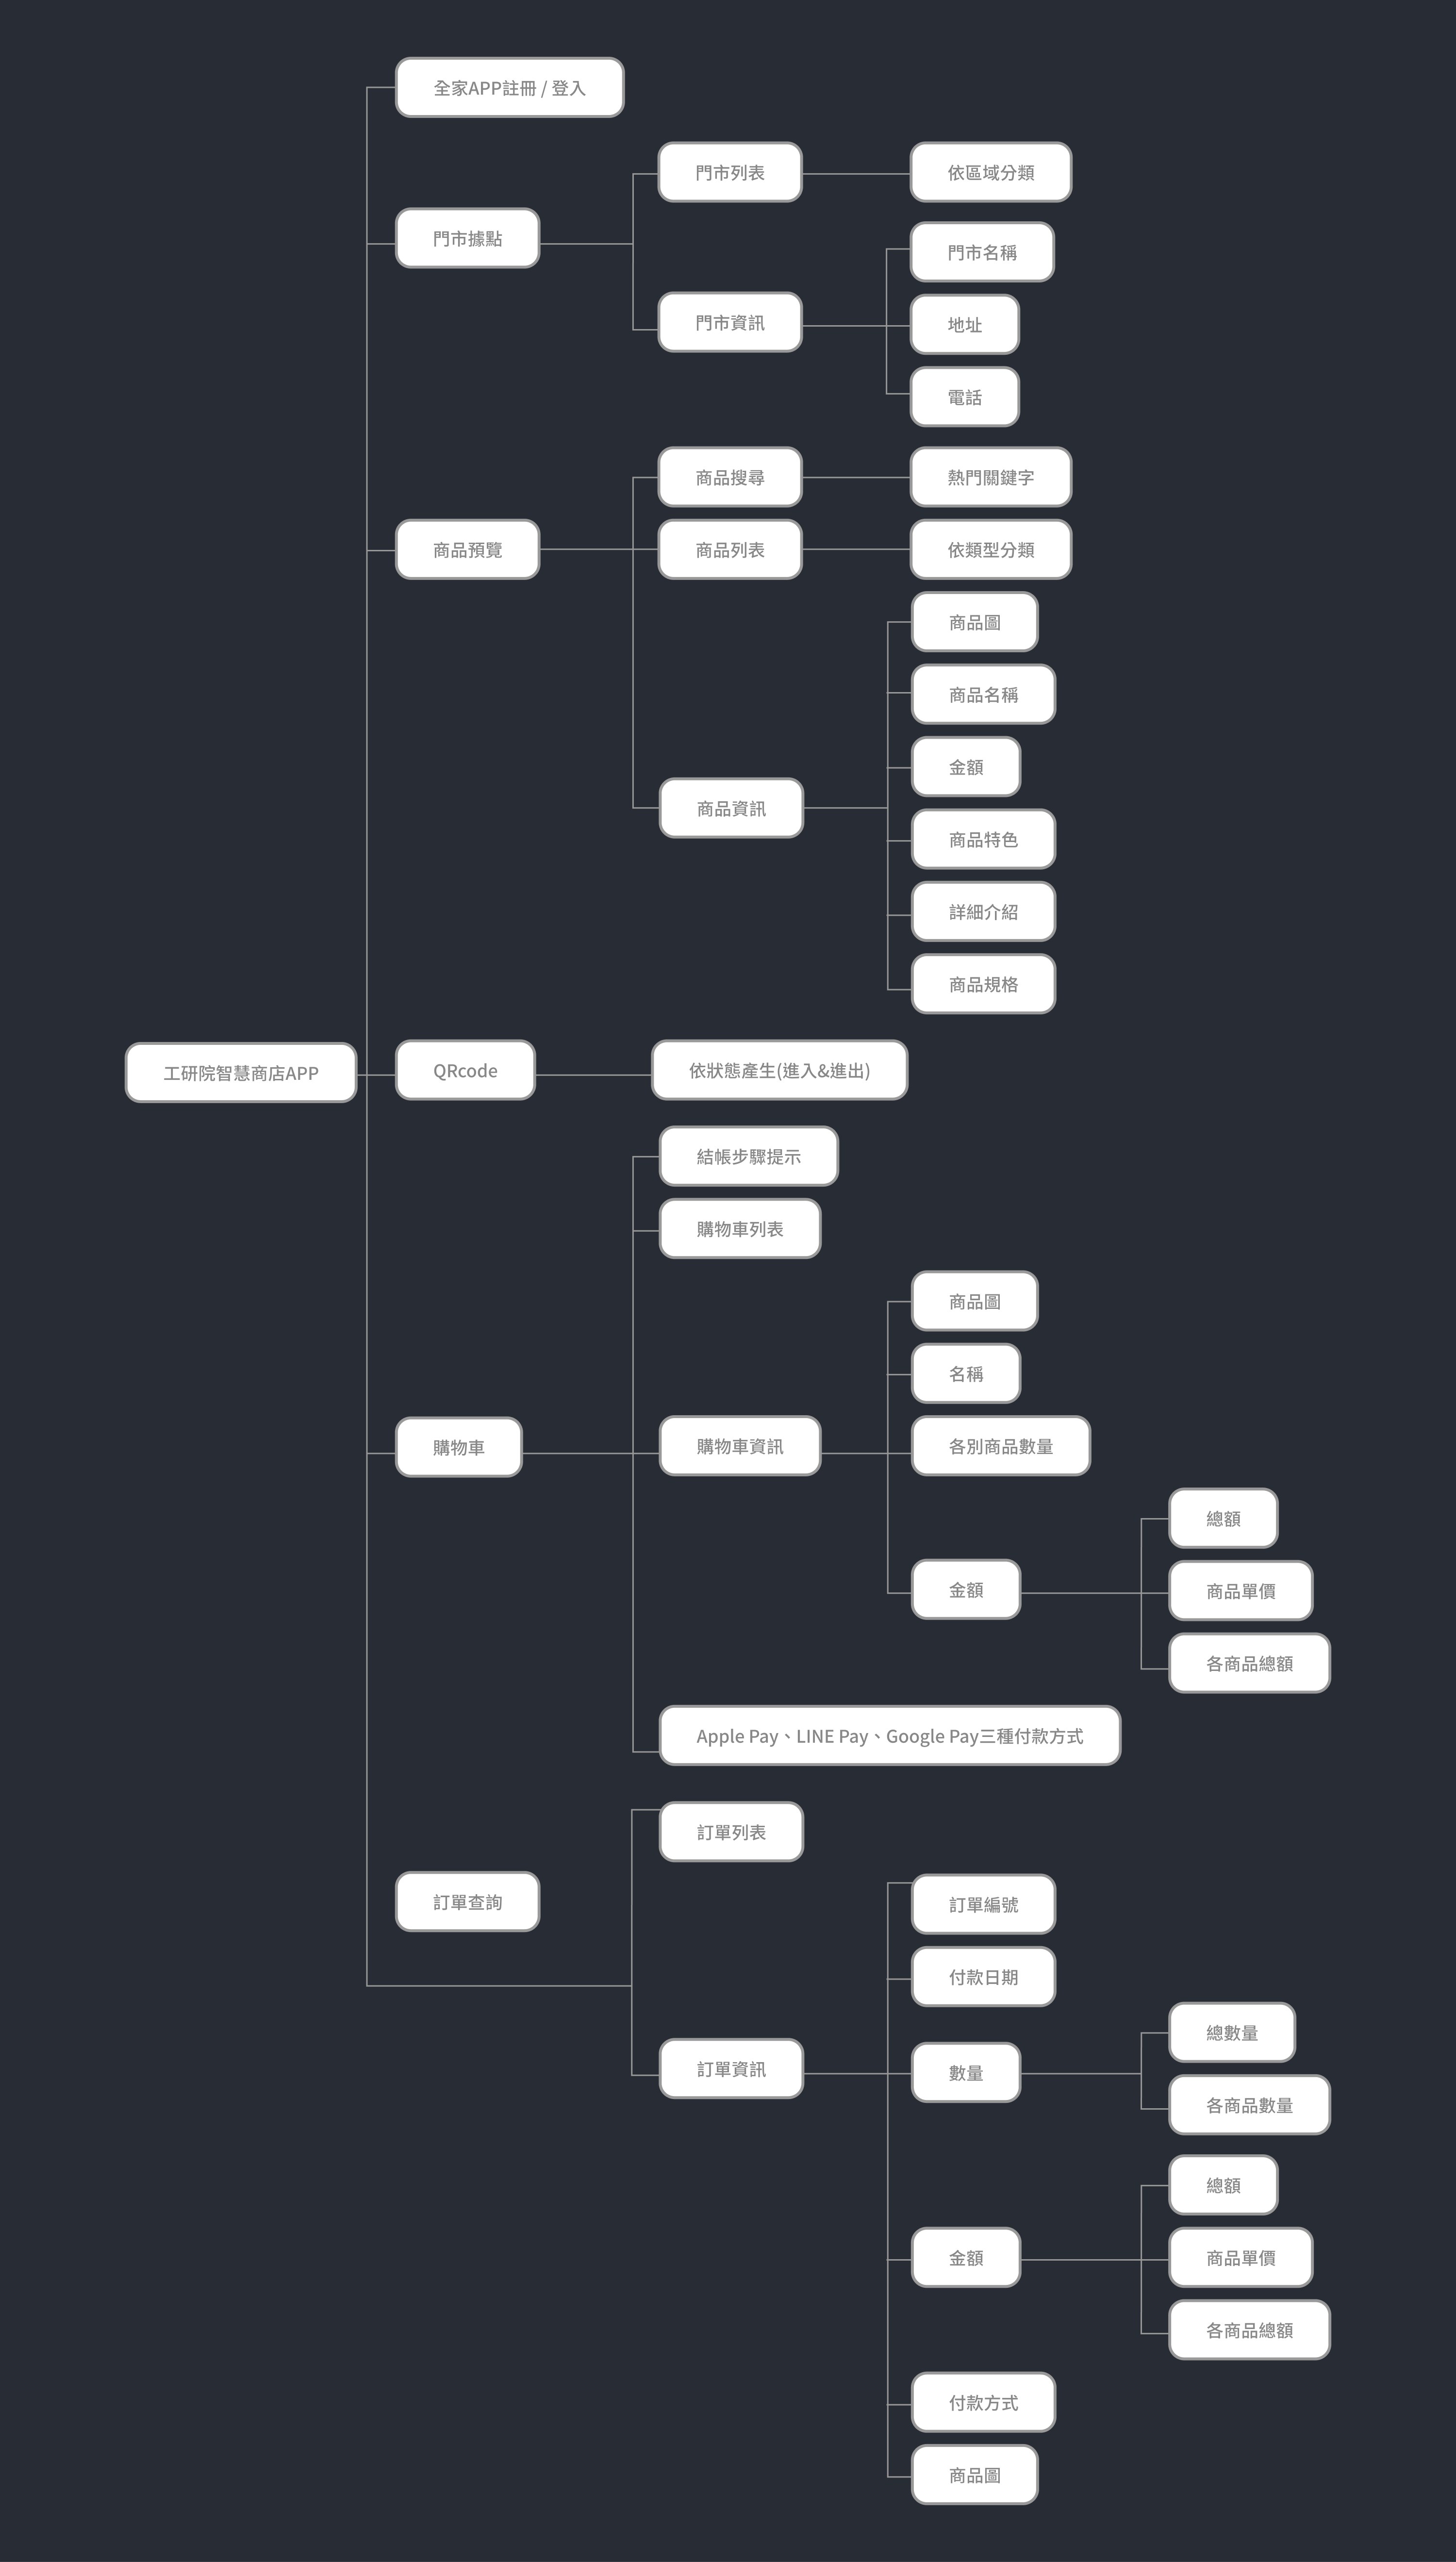 全家APP註冊 / 登入
門市列表
依區域分類
門市據點
門市名稱
門市資訊
地址
電話
商品搜尋
熱門關鍵字
商品預覽
商品列表
依類型分類
商品圖
商品名稱
金額
商品資訊
商品特色
詳細介紹
商品規格
工研院智慧商店APP
QRcode
依狀態產生(進入&進出)
結帳步驟提示
購物車列表
商品圖
名稱
購物車
購物車資訊
各別商品數量
總額
金額
商品單價
各商品總額
Apple Pay、LINE Pay、Google Pay三種付款方式
訂單列表
訂單查詢
訂單編號
付款日期
總數量
訂單資訊
數量
各商品數量
總額
金額
商品單價
各商品總額
付款方式
商品圖